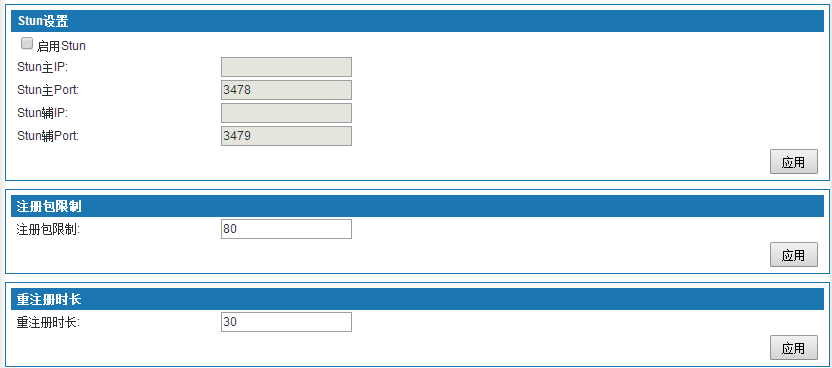 Stun设置
启用Stun
Stun主IP:
Stun主Port: 3478
Stun辅IP:
Stun辅Port: 3479
应用
注册包限制
注册包限制: 80
应用
重注册时长
重注册时长: 30
应用